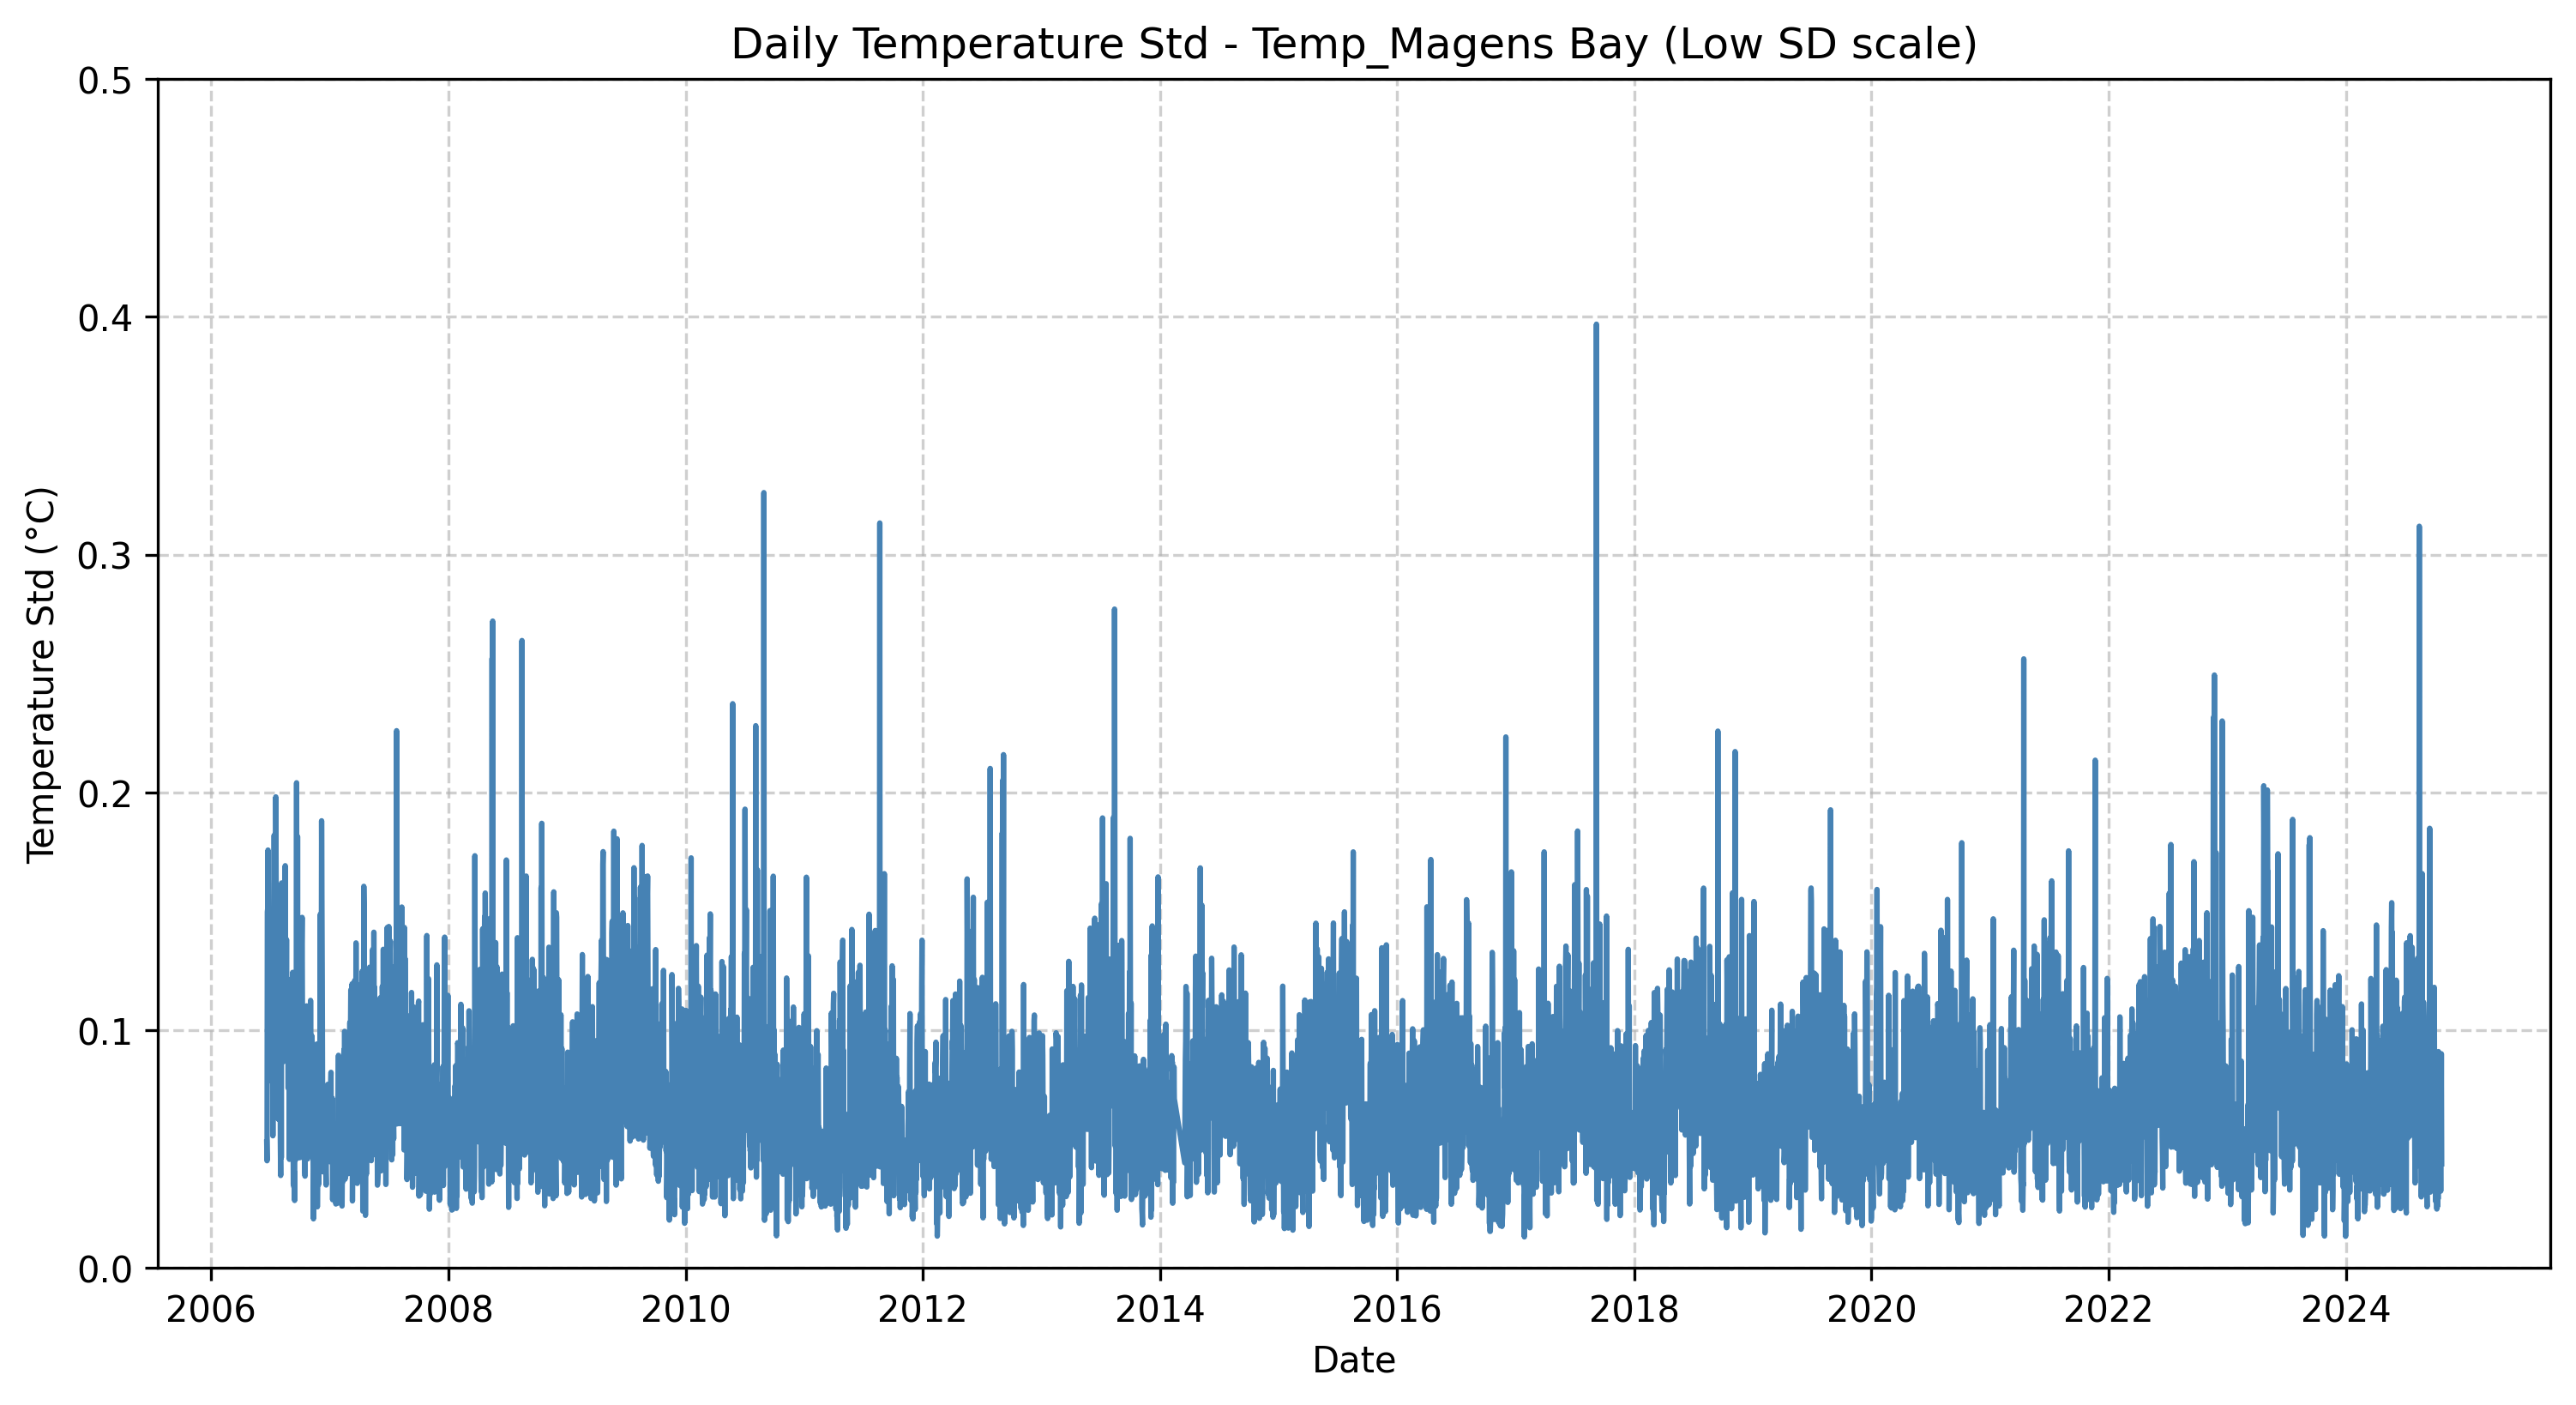 Daily Temperature Std - Temp_Magens Bay (Low SD scale)
0.5
0.4
0.3
0.2
0.1
0.0
Temperature Std (°C)
2006 2008 2010 2012 2014 2016 2018 2020 2022 2024
Date